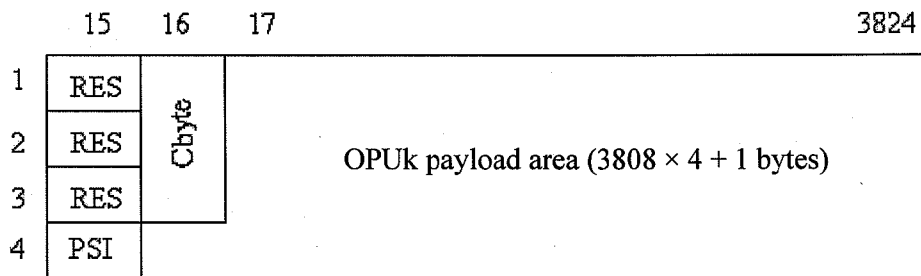 15 16 17 3824
1 RES
2 RES
3 RES
4 PSI
Cbyte
OPUk payload area (3808 × 4 + 1 bytes)